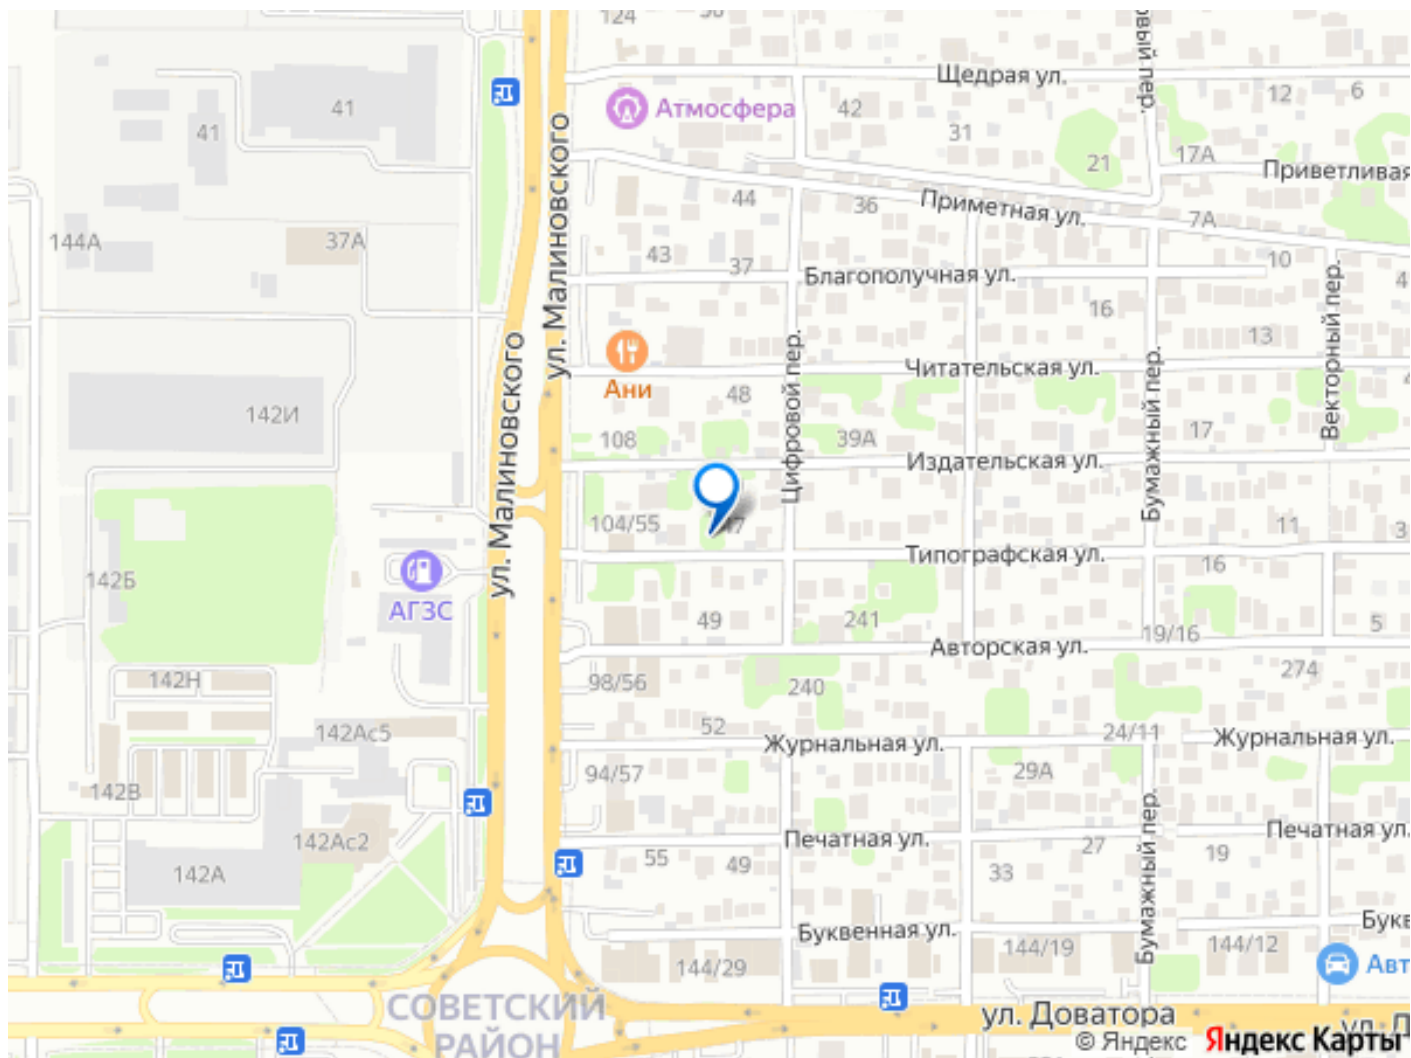 124
Щедрая ул.
12
6
Атмосфера
42
31
41
41
21
17А
Приветливая
пер.
ул. Малиновского
44
36
Приметная ул.
7А
144А
37А
43
37
Благополучная ул.
10
16
13
Векторный пер.
Читательская ул.
Ани
48
142И
Цифровой пер.
Бумажный пер.
108
39А
17
Издательская ул.
ул. Малиновского
104/55
47
11
3
Типографская ул.
16
142Б
АГЗС
49
241
19/16
5
Авторская ул.
142Н
98/56
240
274
142Ас5
52
24/11
Журнальная ул.
Журнальная ул.
94/57
29А
142В
Печатная ул.
Печатная ул.
142Ас2
55
49
33
27
19
142А
Бумажный пер.
Буквенная ул.
144/29
144/19
144/12
СОВЕТСКИЙ
РАЙОН
ул. Доватора
© Яндекс
Яндекс Карты